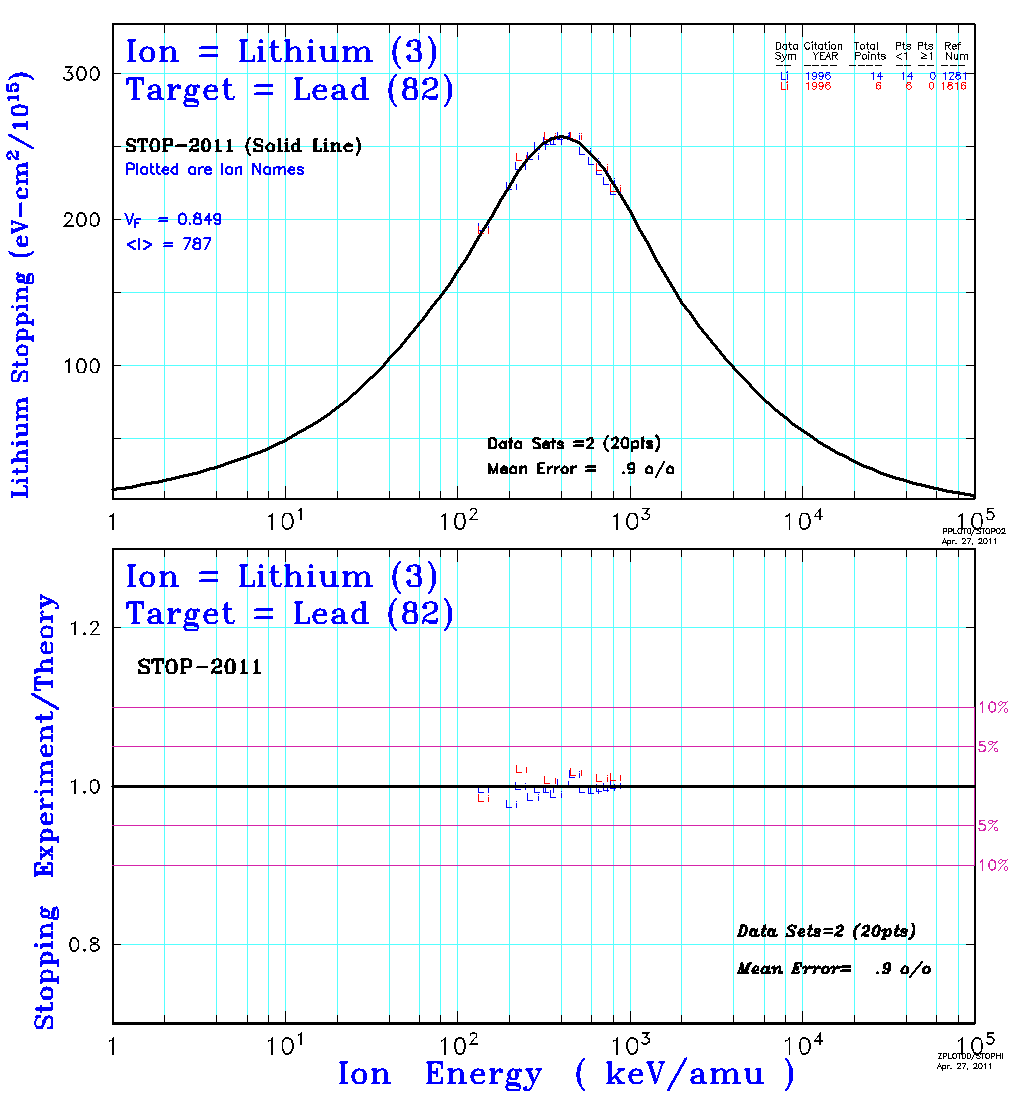 Ion = Lithium (3)
Target = Lead (82)
STOP-2011 (Solid Line)
Plotted are Ion Names
VF = 0.849
<I> = 787
Data Citation Total Pts Pts Ref
Sym YEAR Points <1 ≥1 Num
Li 1996 14 14 0 1281
Li 1996 6 6 0 1816
300
200
100
Lithium Stopping (eV-cm²/10¹⁵)
Data Sets =2 (20pts)
Mean Error = .9 o/o
1 10¹ 10² 10³ 10⁴ 10⁵
PPLOT0/STOP02
Apr. 27, 2011
Ion = Lithium (3)
Target = Lead (82)
STOP-2011
1.2
1.0
0.8
10%
5%
5%
10%
Stopping Experiment/Theory
Data Sets=2 (20pts)
Mean Error= .9 o/o
1 10¹ 10² 10³ 10⁴ 10⁵
Ion Energy ( keV/amu )
Apr. 27, 2011